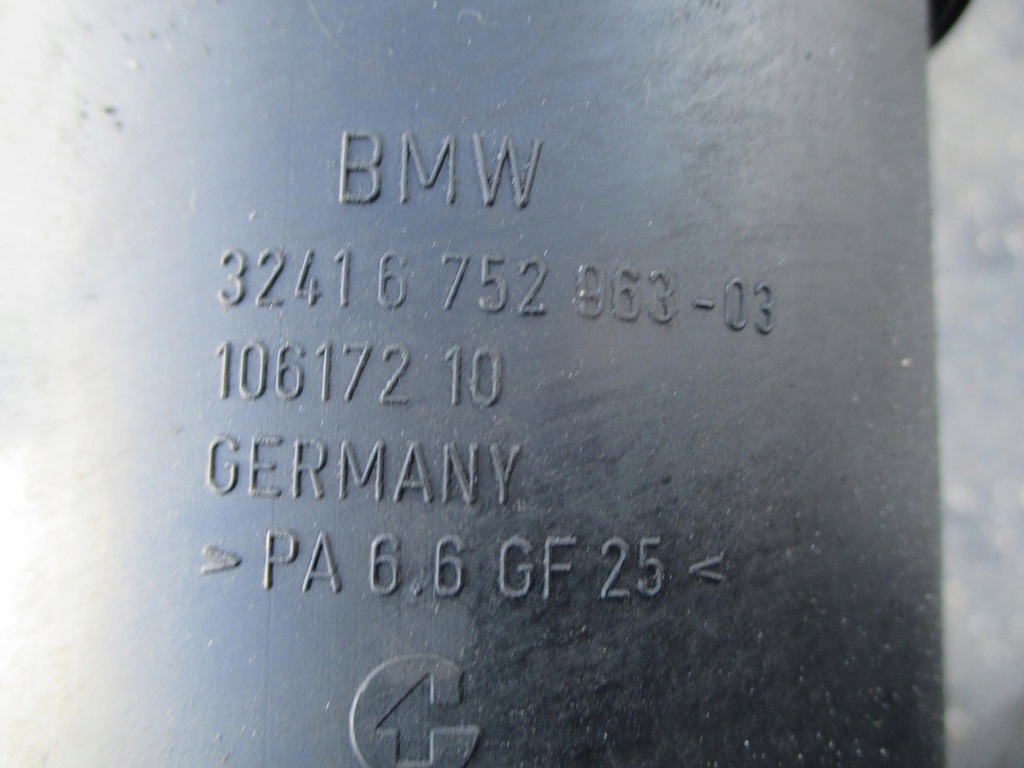 BMW
32416 752 963-03
106172 10
GERMANY
> PA 6.6 GF 25 <